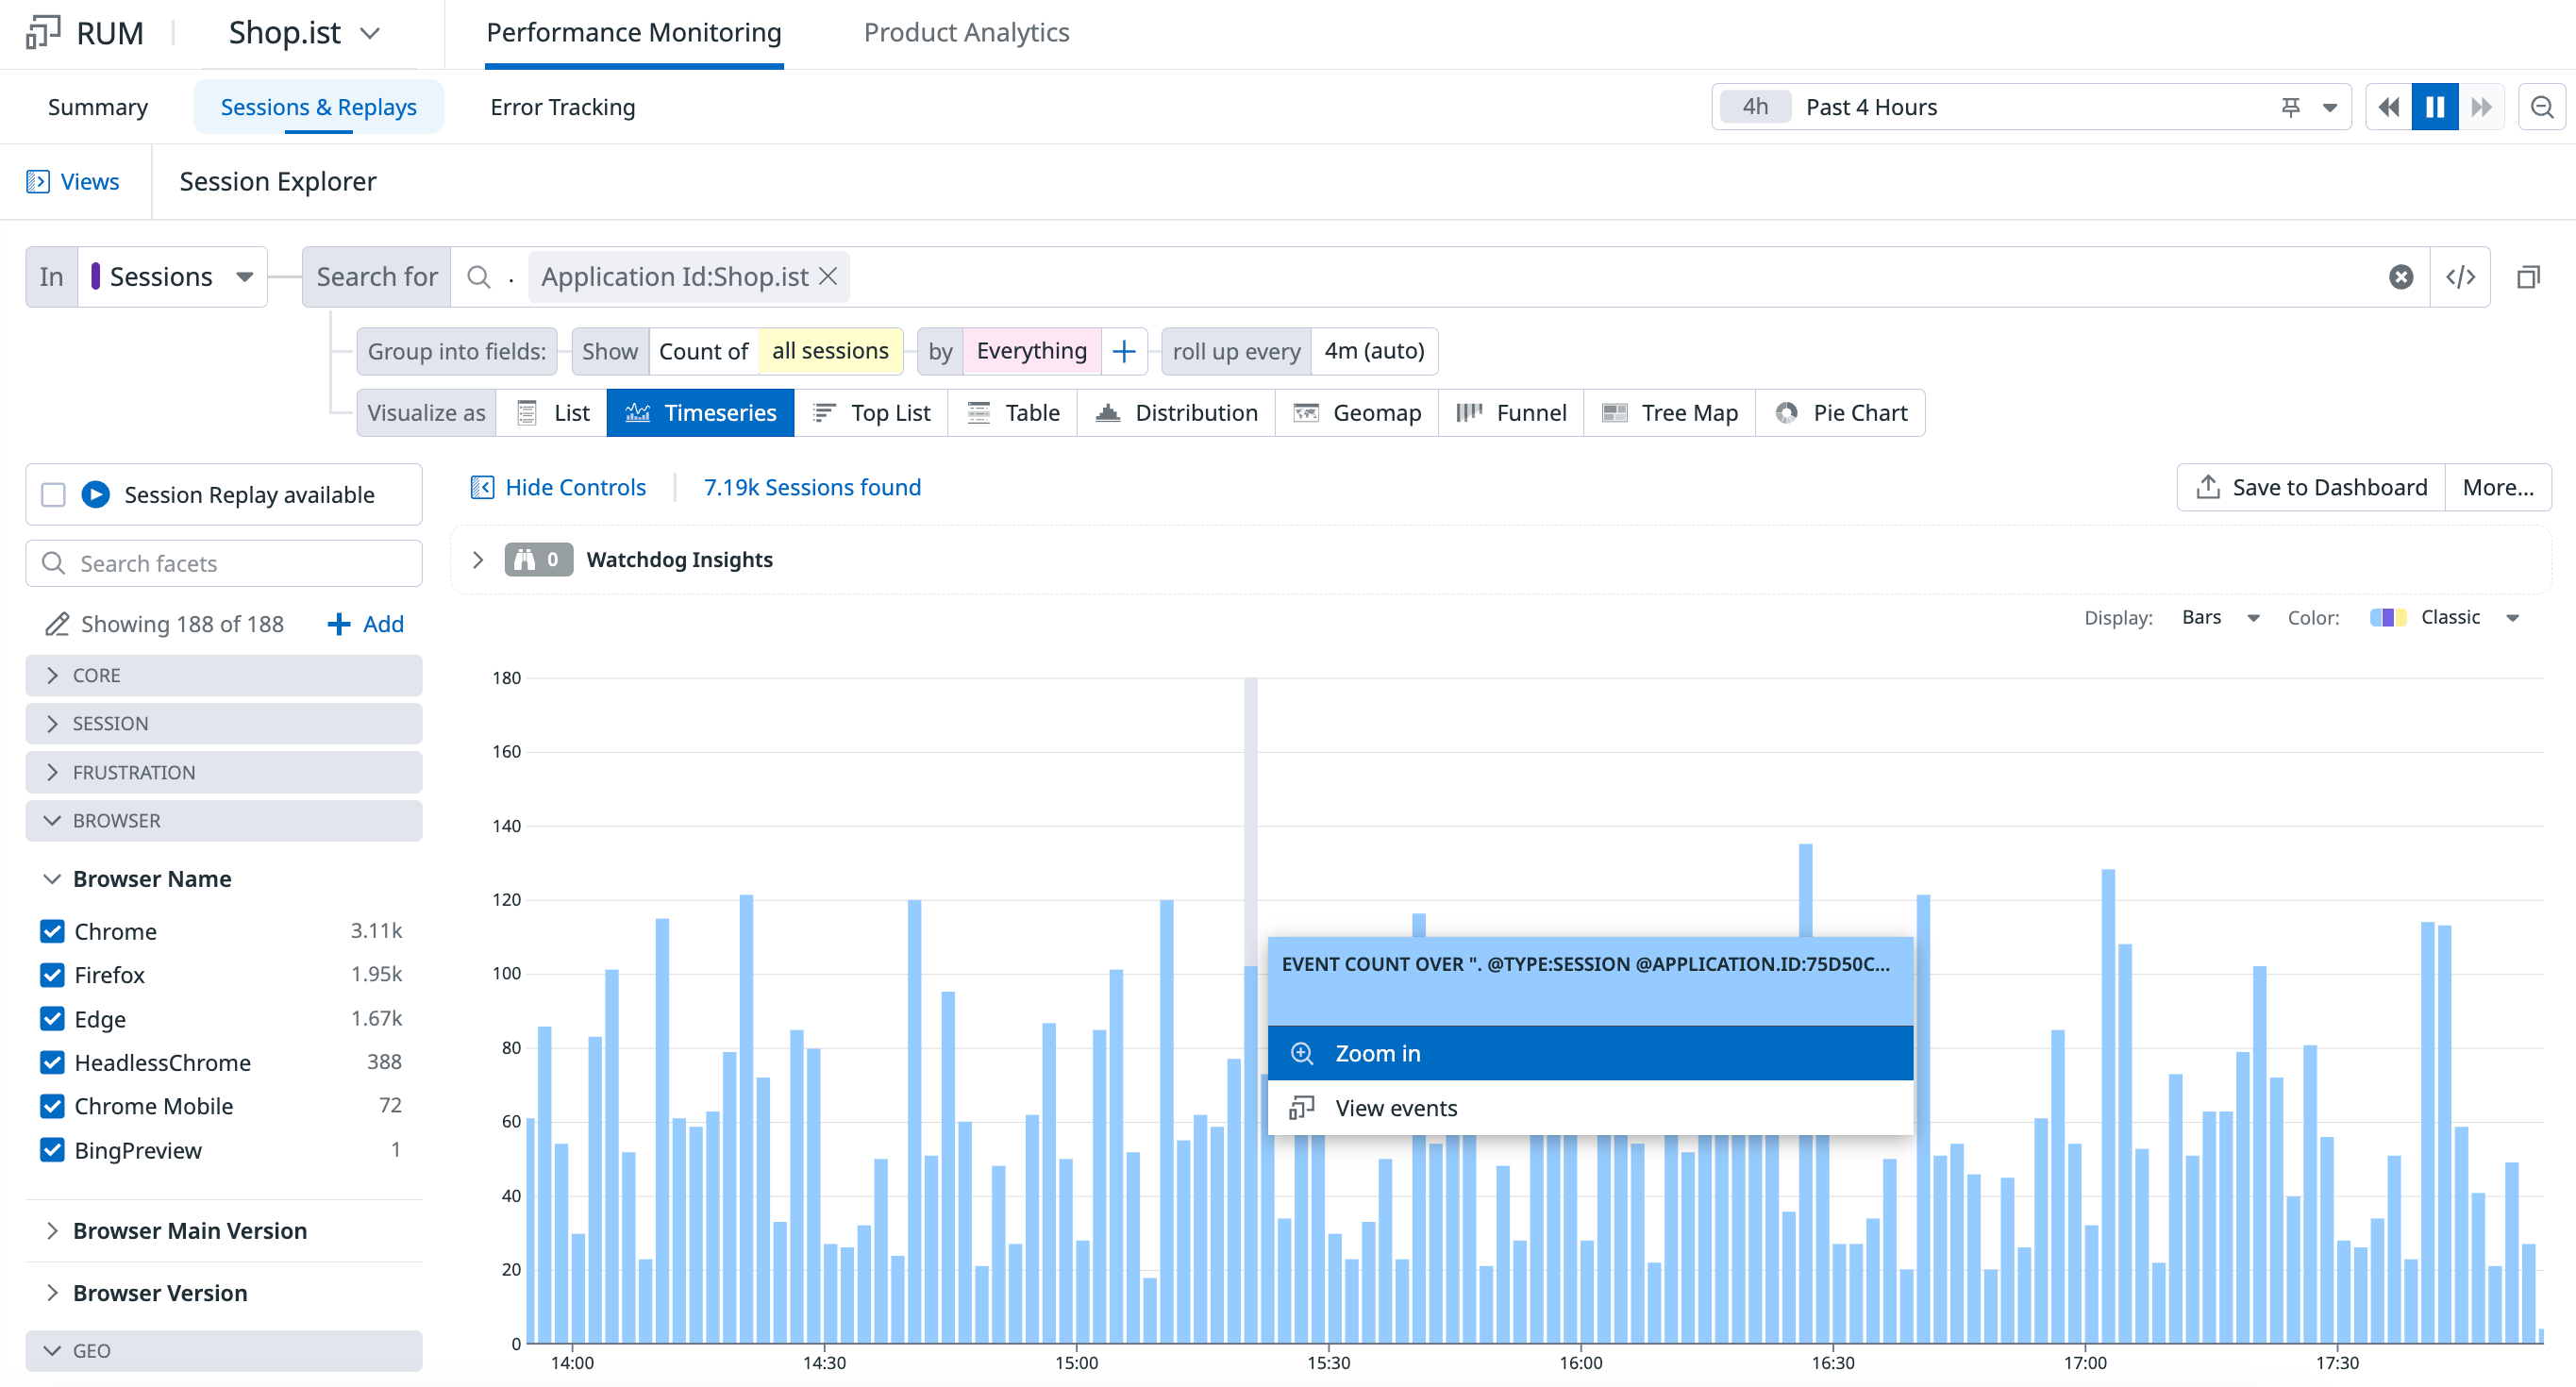 RUM Shop.ist Performance Monitoring Product Analytics
Summary Sessions & Replays Error Tracking 4h Past 4 Hours
Views Session Explorer
In Sessions Search for . Application Id:Shop.ist </>
Group into fields: Show Count of all sessions by Everything + roll up every 4m (auto)
Visualize as List Timeseries Top List Table Distribution Geomap Funnel Tree Map Pie Chart
Session Replay available Hide Controls 7.19k Sessions found Save to Dashboard More...
Search facets
0 Watchdog Insights
Showing 188 of 188 + Add
Display: Bars Color: Classic
CORE
SESSION
FRUSTRATION
BROWSER
Browser Name
Chrome 3.11k
Firefox 1.95k
Edge 1.67k
HeadlessChrome 388
Chrome Mobile 72
BingPreview 1
Browser Main Version
Browser Version
GEO
180
160
140
120
100
80
60
40
20
0
EVENT COUNT OVER ". @TYPE:SESSION @APPLICATION.ID:75D50C...
Zoom in
View events
14:00 14:30 15:00 15:30 16:00 16:30 17:00 17:30